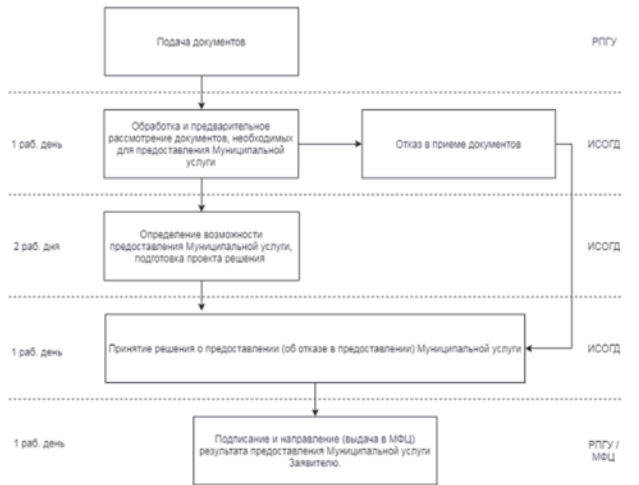 Подача документов
РПГУ
1 раб. день
Обработка и предварительное
рассмотрение документов, необходимых
для предоставления Муниципальной
услуги
Отказ в приеме документов
ИСОГД
2 раб. дня
Определение возможности
предоставления Муниципальной услуги,
подготовка проекта решения
ИСОГД
1 раб. день
Принятие решения о предоставлении (об отказе в предоставлении) Муниципальной услуги
ИСОГД
1 раб. день
Подписание и направление (выдача в МФЦ)
результата предоставления Муниципальной услуги
Заявителю.
РПГУ /
МФЦ